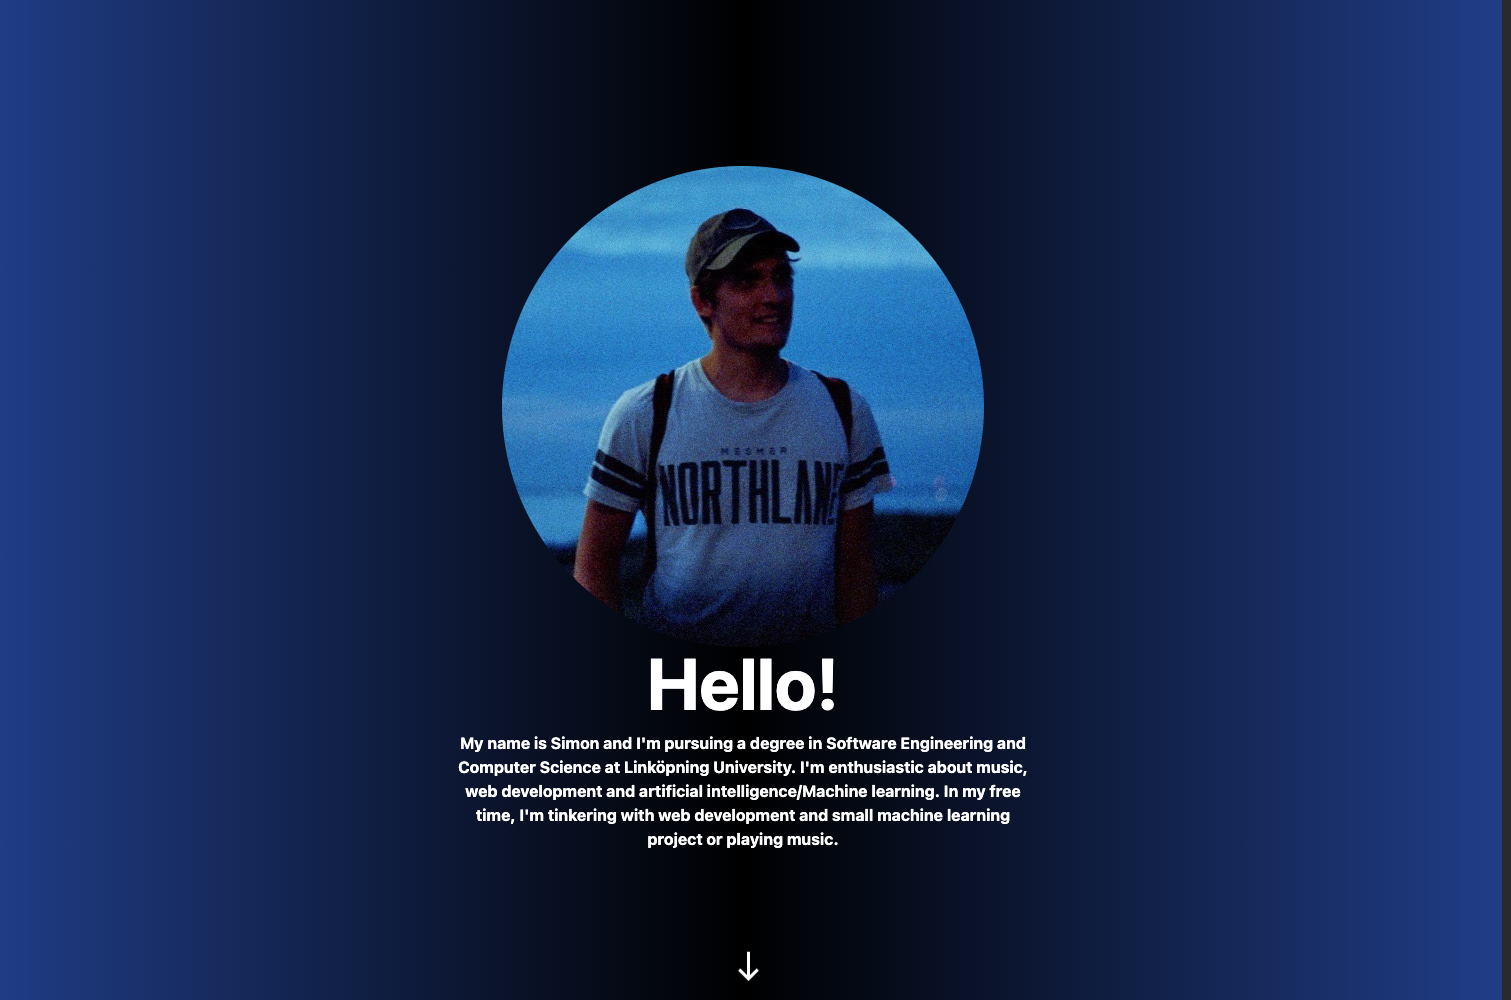 MESMER
NORTHLANE
Hello!
My name is Simon and I'm pursuing a degree in Software Engineering and
Computer Science at Linköpning University. I'm enthusiastic about music,
web development and artificial intelligence/Machine learning. In my free
time, I'm tinkering with web development and small machine learning
project or playing music.